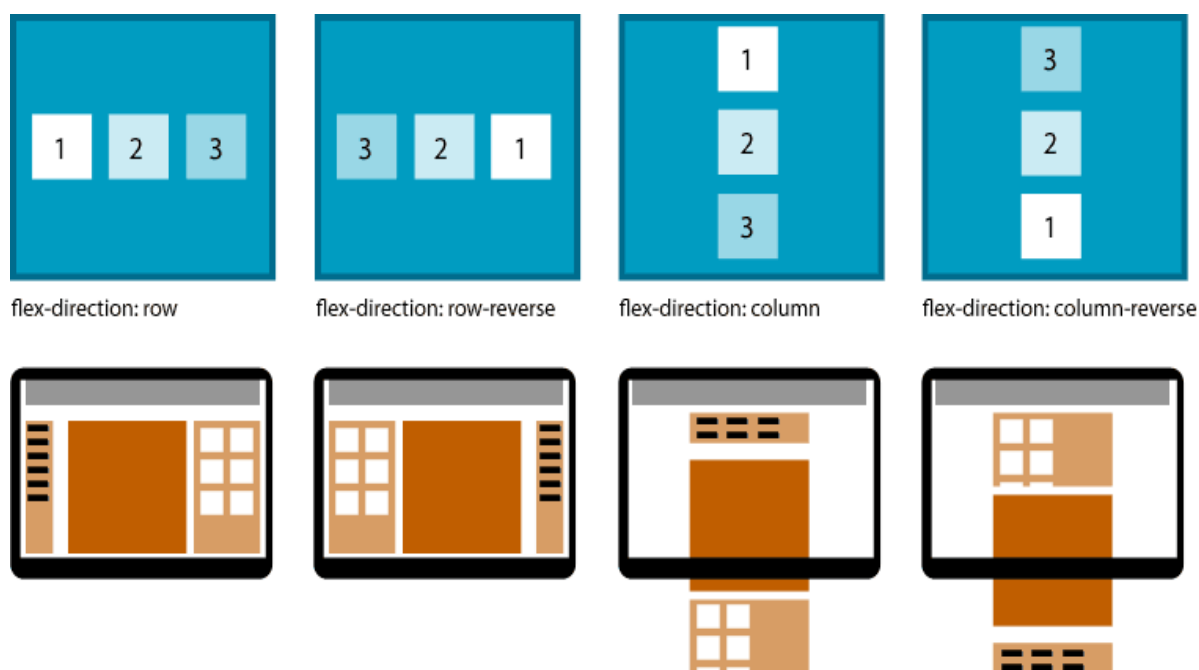 1 2 3
flex-direction: row
3 2 1
flex-direction: row-reverse
1
2
3
flex-direction: column
3
2
1
flex-direction: column-reverse